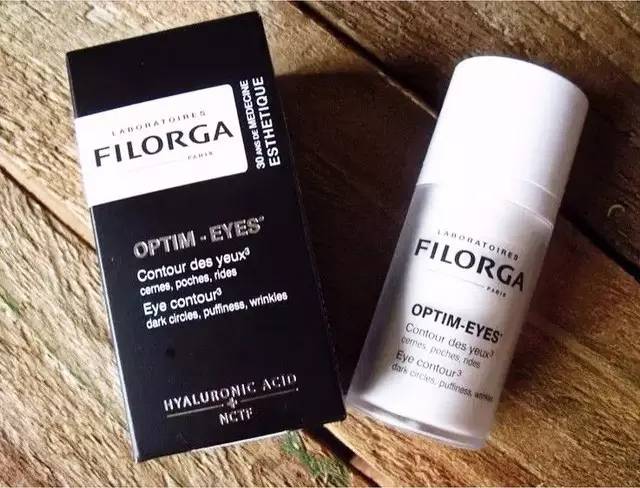 LABORATOIRES
FILORGA
PARIS
30 ANS DE MEDECINE
ESTHETIQUE
OPTIM - EYES®
Contour des yeux³
cernes, poches, rides
Eye contour³
dark circles, puffiness, wrinkles
HYALURONIC ACID
+
NCTF
LABORATOIRES
FILORGA
PARIS
OPTIM-EYES®
Contour des yeux³
cernes, poches, rides
Eye contour³
dark circles, puffiness, wrinkles